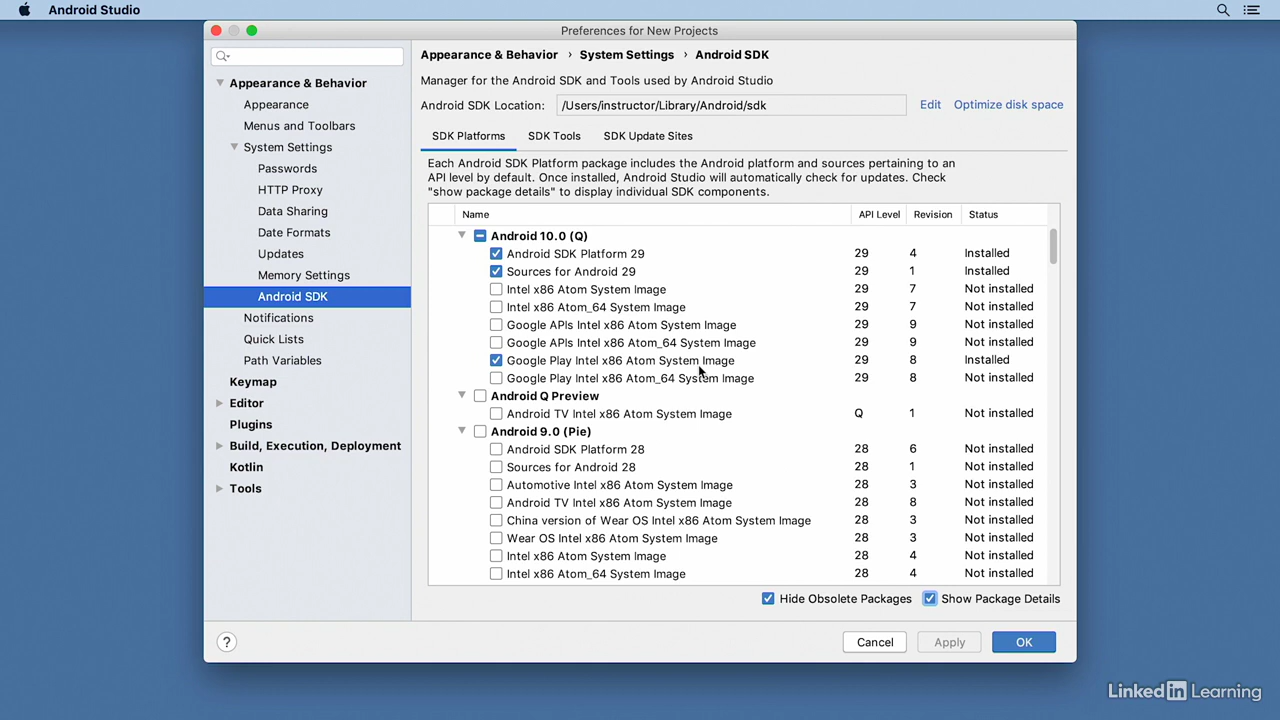 Android Studio
Preferences for New Projects
Appearance & Behavior
Appearance
Menus and Toolbars
System Settings
Passwords
HTTP Proxy
Data Sharing
Date Formats
Updates
Memory Settings
Android SDK
Notifications
Quick Lists
Path Variables
Keymap
Editor
Plugins
Build, Execution, Deployment
Kotlin
Tools
Appearance & Behavior › System Settings › Android SDK
Manager for the Android SDK and Tools used by Android Studio
Android SDK Location: /Users/instructor/Library/Android/sdk Edit Optimize disk space
SDK Platforms SDK Tools SDK Update Sites
Each Android SDK Platform package includes the Android platform and sources pertaining to an
API level by default. Once installed, Android Studio will automatically check for updates. Check
"show package details" to display individual SDK components.
Name API Level Revision Status
Android 10.0 (Q)
Android SDK Platform 29 29 4 Installed
Sources for Android 29 29 1 Installed
Intel x86 Atom System Image 29 7 Not installed
Intel x86 Atom_64 System Image 29 7 Not installed
Google APIs Intel x86 Atom System Image 29 9 Not installed
Google APIs Intel x86 Atom_64 System Image 29 9 Not installed
Google Play Intel x86 Atom System Image 29 8 Installed
Google Play Intel x86 Atom_64 System Image 29 8 Not installed
Android Q Preview
Android TV Intel x86 Atom System Image Q 1 Not installed
Android 9.0 (Pie)
Android SDK Platform 28 28 6 Not installed
Sources for Android 28 28 1 Not installed
Automotive Intel x86 Atom System Image 28 3 Not installed
Android TV Intel x86 Atom System Image 28 8 Not installed
China version of Wear OS Intel x86 Atom System Image 28 3 Not installed
Wear OS Intel x86 Atom System Image 28 3 Not installed
Intel x86 Atom System Image 28 4 Not installed
Intel x86 Atom_64 System Image 28 4 Not installed
Hide Obsolete Packages Show Package Details
? Cancel Apply OK
Linked in Learning